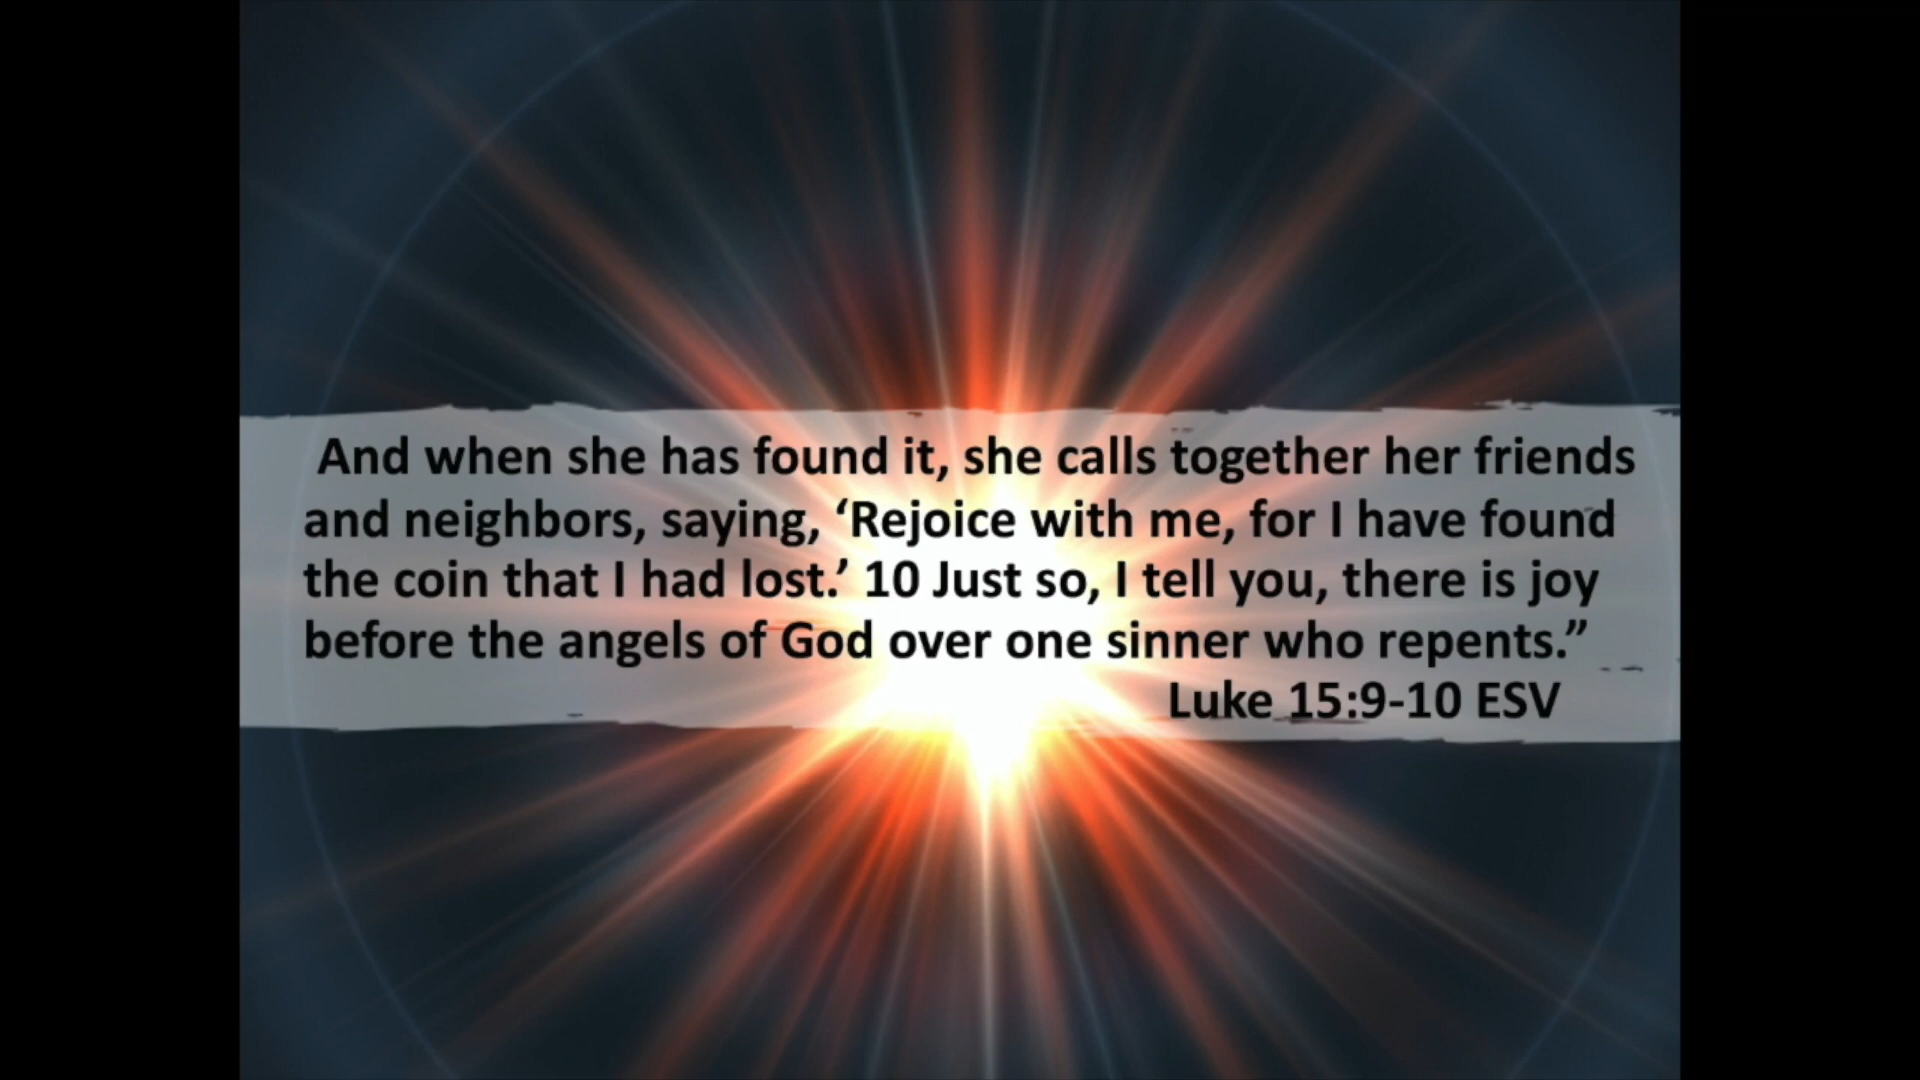 And when she has found it, she calls together her friends
and neighbors, saying, ‘Rejoice with me, for I have found
the coin that I had lost.’ 10 Just so, I tell you, there is joy
before the angels of God over one sinner who repents.”
Luke 15:9-10 ESV